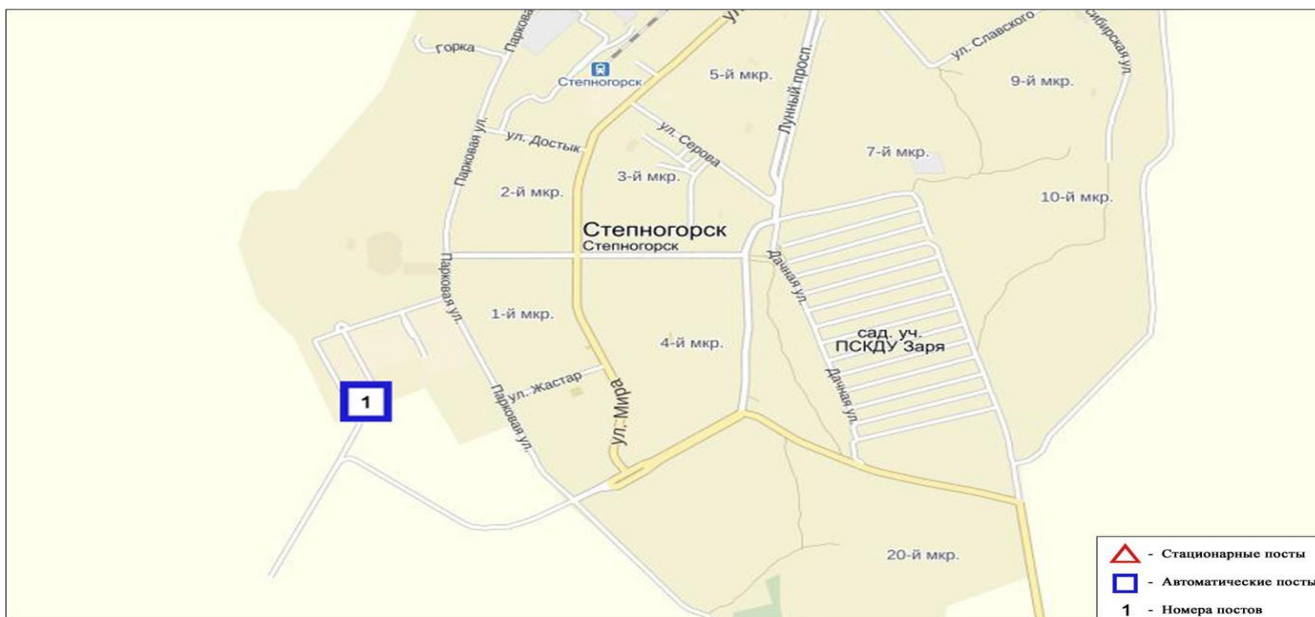 Горка
Парковая
ул.
Степногорск
5-й мкр.
Лунный просп.
ул. Славского
сибирская ул.
9-й мкр.
ул. Достык
ул. Серова
7-й мкр.
Парковая ул.
2-й мкр.
3-й мкр.
10-й мкр.
Степногорск
Степногорск
Парковая ул.
Дачная ул.
1-й мкр.
4-й мкр.
сад. уч.
ПСКДУ Заря
1
ул. Жастар
ул. Мира
Парковая ул.
Дачная ул.
20-й мкр.
- Стационарные посты
- Автоматические посты
1 - Номера постов